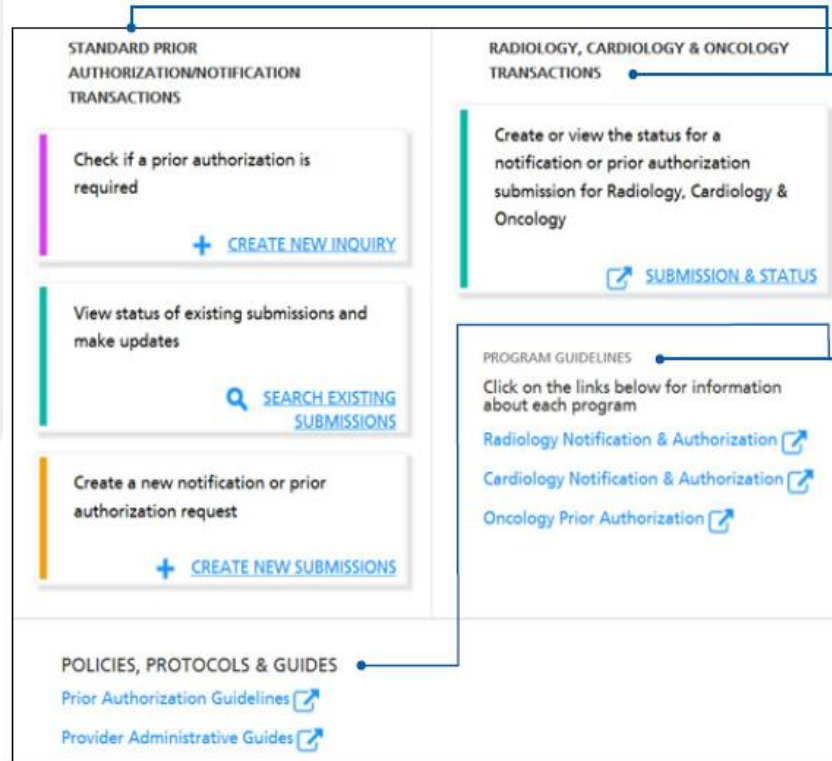 STANDARD PRIOR
AUTHORIZATION/NOTIFICATION
TRANSACTIONS
Check if a prior authorization is
required
CREATE NEW INQUIRY
View status of existing submissions and
make updates
SEARCH EXISTING
SUBMISSIONS
Create a new notification or prior
authorization request
CREATE NEW SUBMISSIONS
RADIOLOGY, CARDIOLOGY & ONCOLOGY
TRANSACTIONS
Create or view the status for a
notification or prior authorization
submission for Radiology, Cardiology &
Oncology
SUBMISSION & STATUS
PROGRAM GUIDELINES
Click on the links below for information
about each program
Radiology Notification & Authorization
Cardiology Notification & Authorization
Oncology Prior Authorization
POLICIES, PROTOCOLS & GUIDES
Prior Authorization Guidelines
Provider Administrative Guides